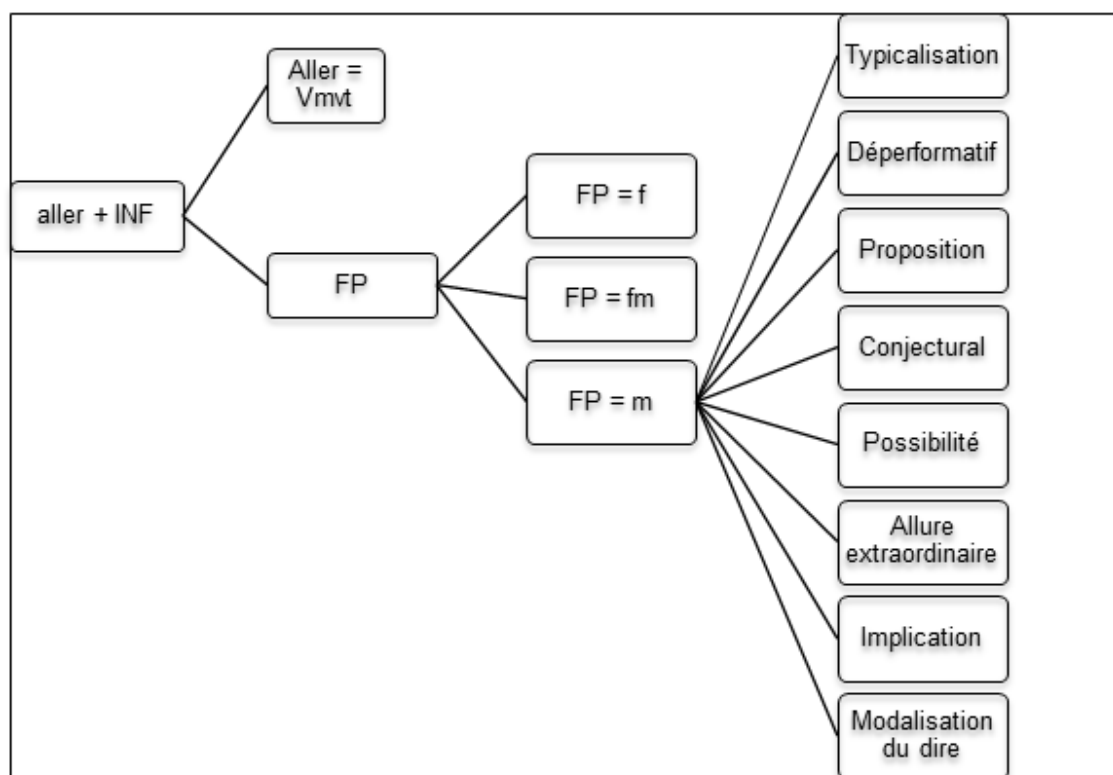 aller + INF
Aller =
Vmvt
FP
FP = f
FP = fm
FP = m
Typicalisation
Déperformatif
Proposition
Conjectural
Possibilité
Allure
extraordinaire
Implication
Modalisation
du dire